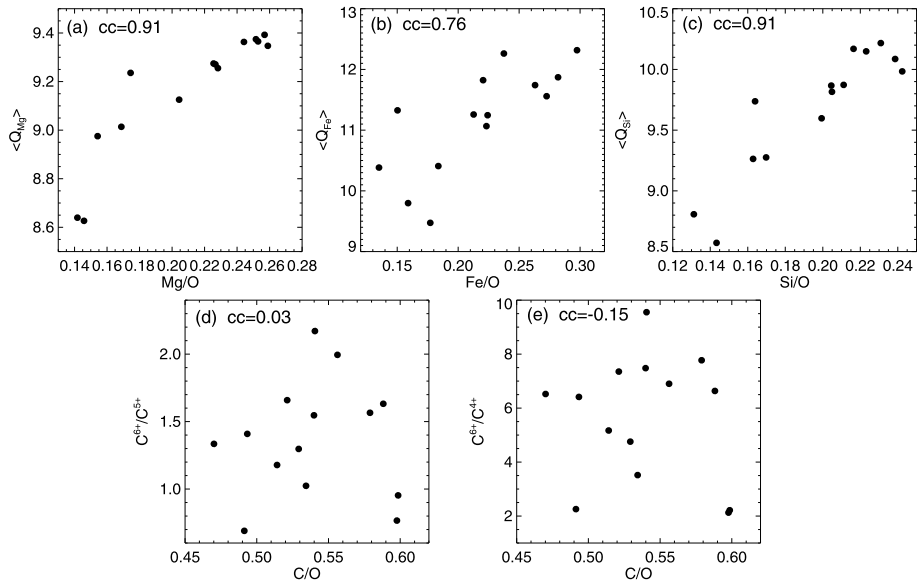 (a) cc=0.91
9.4
9.2
9.0
8.8
8.6
<Q_Mg>
0.14 0.16 0.18 0.20 0.22 0.24 0.26 0.28
Mg/O
(b) cc=0.76
13
12
11
10
9
<Q_Fe>
0.15 0.20 0.25 0.30
Fe/O
(c) cc=0.91
10.5
10.0
9.5
9.0
8.5
<Q_Si>
0.12 0.14 0.16 0.18 0.20 0.22 0.24
Si/O
(d) cc=0.03
2.0
1.5
1.0
C⁶⁺/C⁵⁺
0.45 0.50 0.55 0.60
C/O
(e) cc=-0.15
10
8
6
4
2
C⁶⁺/C⁴⁺
0.45 0.50 0.55 0.60
C/O